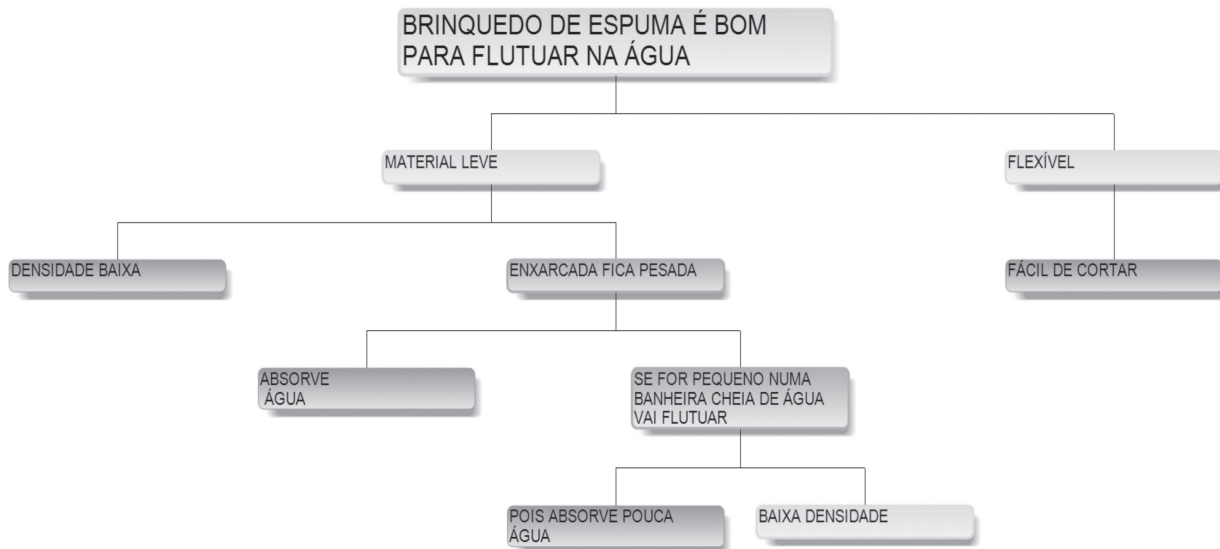 BRINQUEDO DE ESPUMA É BOM
PARA FLUTUAR NA ÁGUA
MATERIAL LEVE
FLEXÍVEL
DENSIDADE BAIXA
ENXARCADA FICA PESADA
FÁCIL DE CORTAR
ABSORVE
ÁGUA
SE FOR PEQUENO NUMA
BANHEIRA CHEIA DE ÁGUA
VAI FLUTUAR
POIS ABSORVE POUCA
ÁGUA
BAIXA DENSIDADE